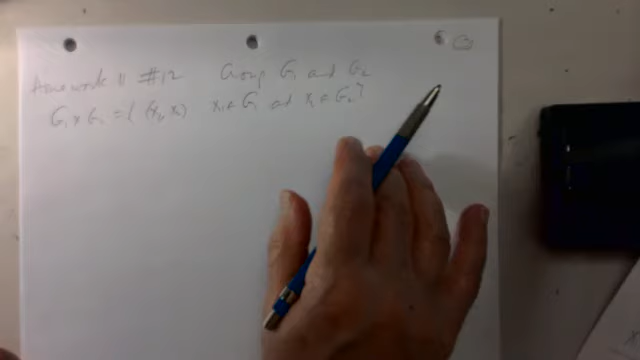 Homework 11 #12 Group G₁ and G₂
G₁ × G₂ = { (x₁, x₂) x₁ ∈ G₁ and x₂ ∈ G₂ }